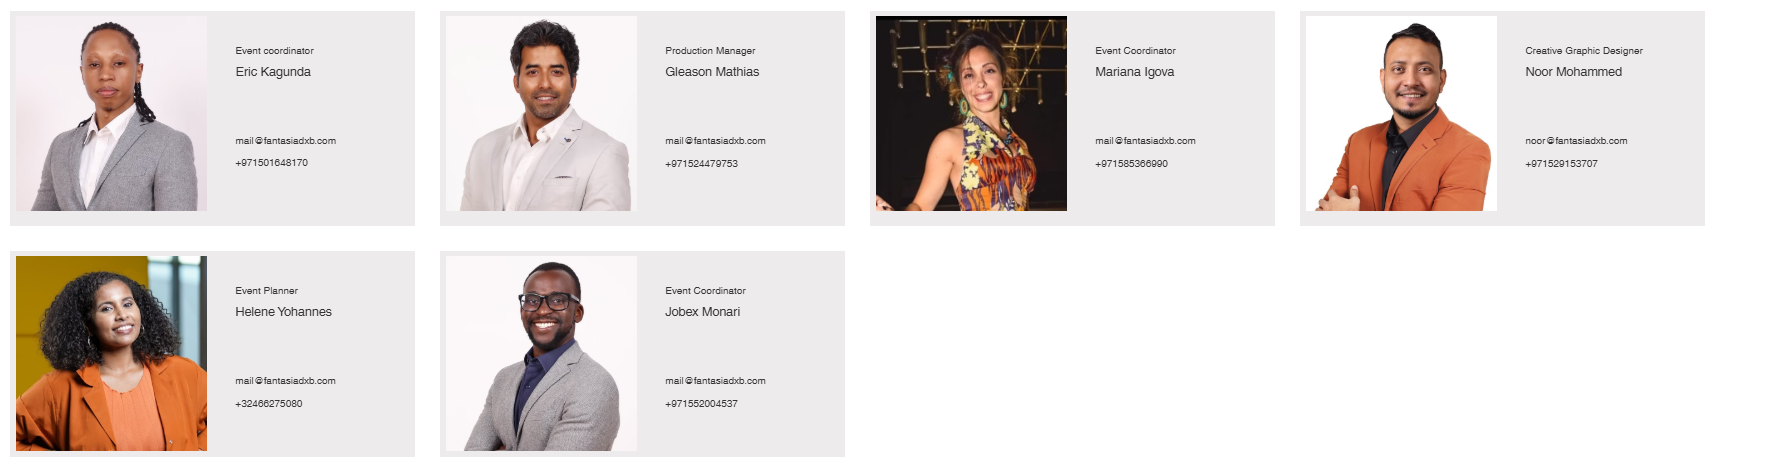 Event coordinator
Eric Kagunda
mail@fantasiadxb.com
+971501648170
Production Manager
Gleason Mathias
mail@fantasiadxb.com
+971524479753
Event Coordinator
Mariana Igova
mail@fantasiadxb.com
+971585366990
Creative Graphic Designer
Noor Mohammed
noor@fantasiadxb.com
+971529153707
Event Planner
Helene Yohannes
mail@fantasiadxb.com
+32466275080
Event Coordinator
Jobex Monari
mail@fantasiadxb.com
+971552004537